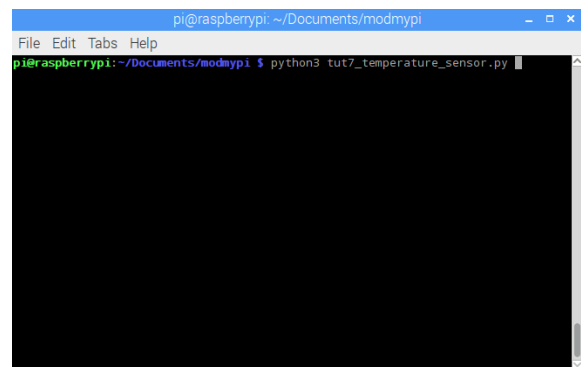 pi@raspberrypi: ~/Documents/modmypi
File Edit Tabs Help
pi@raspberrypi:~/Documents/modmypi $ python3 tut7_temperature_sensor.py